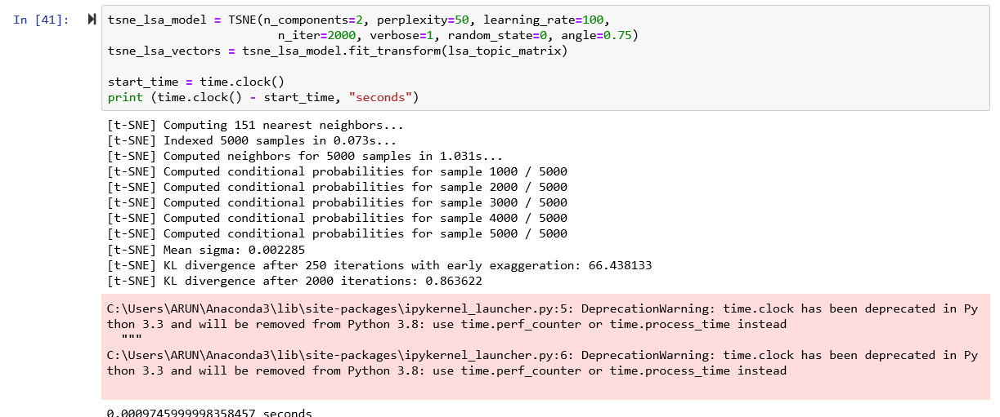 In [41]:
tsne_lsa_model = TSNE(n_components=2, perplexity=50, learning_rate=100,
                        n_iter=2000, verbose=1, random_state=0, angle=0.75)
tsne_lsa_vectors = tsne_lsa_model.fit_transform(lsa_topic_matrix)
start_time = time.clock()
print (time.clock() - start_time, "seconds")
[t-SNE] Computing 151 nearest neighbors...
[t-SNE] Indexed 5000 samples in 0.073s...
[t-SNE] Computed neighbors for 5000 samples in 1.031s...
[t-SNE] Computed conditional probabilities for sample 1000 / 5000
[t-SNE] Computed conditional probabilities for sample 2000 / 5000
[t-SNE] Computed conditional probabilities for sample 3000 / 5000
[t-SNE] Computed conditional probabilities for sample 4000 / 5000
[t-SNE] Computed conditional probabilities for sample 5000 / 5000
[t-SNE] Mean sigma: 0.002285
[t-SNE] KL divergence after 250 iterations with early exaggeration: 66.438133
[t-SNE] KL divergence after 2000 iterations: 0.863622
C:\Users\ARUN\Anaconda3\lib\site-packages\ipykernel_launcher.py:5: DeprecationWarning: time.clock has been deprecated in Py
thon 3.3 and will be removed from Python 3.8: use time.perf_counter or time.process_time instead
  """
C:\Users\ARUN\Anaconda3\lib\site-packages\ipykernel_launcher.py:6: DeprecationWarning: time.clock has been deprecated in Py
thon 3.3 and will be removed from Python 3.8: use time.perf_counter or time.process_time instead
0.0009745999998358457 seconds